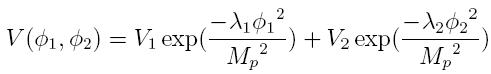 V(ϕ₁, ϕ₂) = V₁ exp(−λ₁ϕ₁²/Mₚ²) + V₂ exp(−λ₂ϕ₂²/Mₚ²)